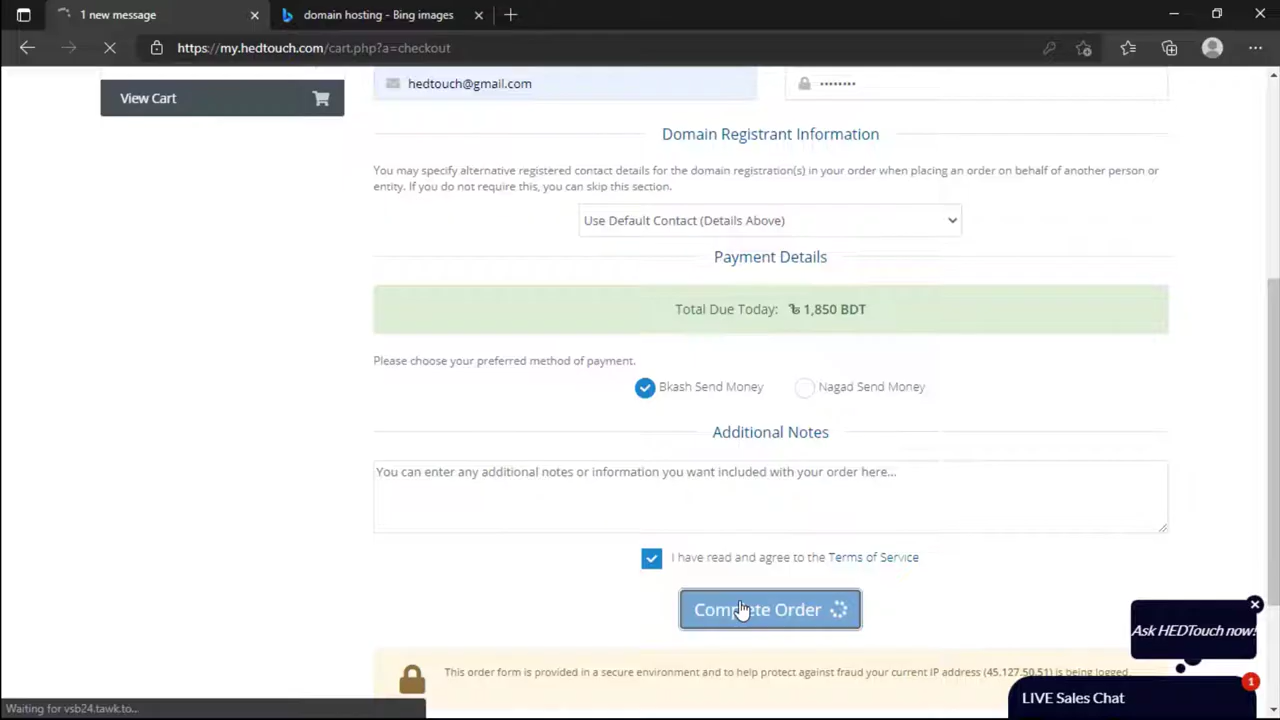 1 new message
domain hosting - Bing images
https://my.hedtouch.com/cart.php?a=checkout
View Cart
hedtouch@gmail.com
••••••••
Domain Registrant Information
You may specify alternative registered contact details for the domain registration(s) in your order when placing an order on behalf of another person or
entity. If you do not require this, you can skip this section.
Use Default Contact (Details Above)
Payment Details
Total Due Today: ৳ 1,850 BDT
Please choose your preferred method of payment.
Bkash Send Money
Nagad Send Money
Additional Notes
You can enter any additional notes or information you want included with your order here...
I have read and agree to the Terms of Service
Complete Order
Ask HEDTouch now!
This order form is provided in a secure environment and to help protect against fraud your current IP address (45.127.50.51) is being logged.
1
LIVE Sales Chat
Waiting for vsb24.tawk.to...